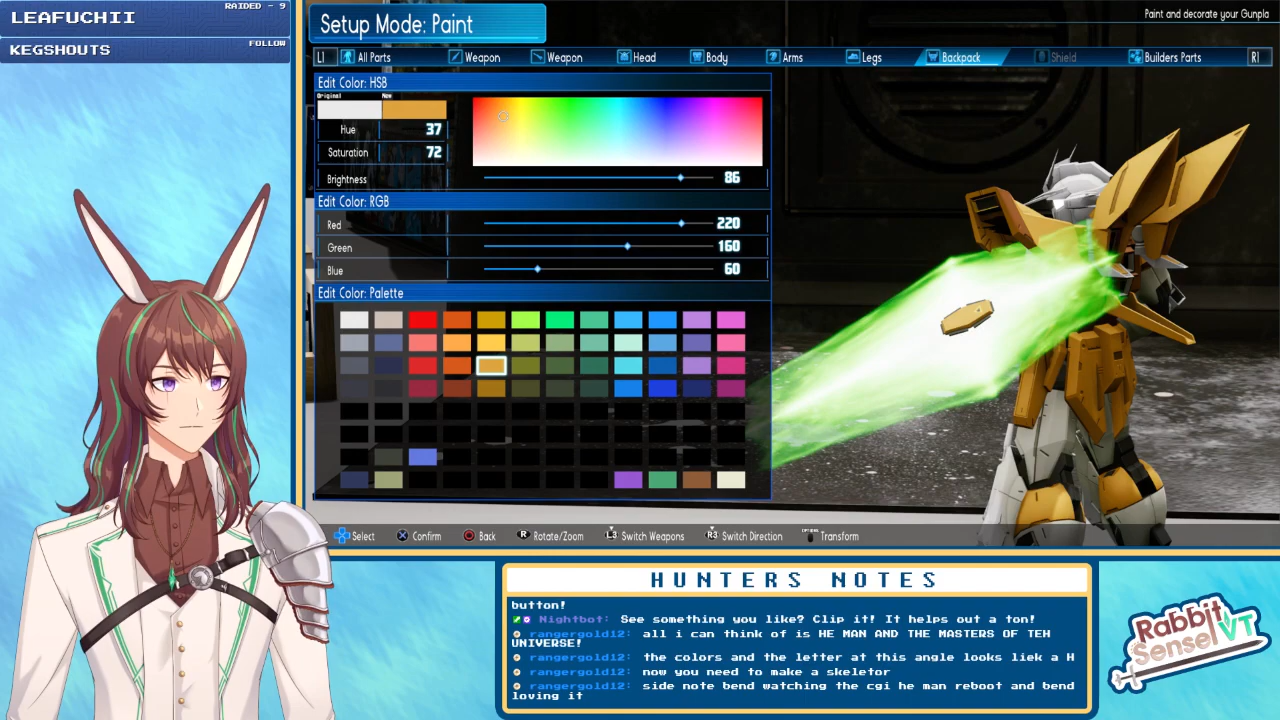 LEAFUCHII
RAIDED - 9
KEGSHOUTS
FOLLOW
Setup Mode: Paint
Paint and decorate your Gunpla
L1 All Parts Weapon Weapon Head Body Arms Legs Backpack Shield Builders Parts R1
Edit Color: HSB
Original New
Hue 37
Saturation 72
Brightness 86
Edit Color: RGB
Red 220
Green 160
Blue 60
Edit Color: Palette
Select Confirm Back R Rotate/Zoom L3 Switch Weapons R3 Switch Direction OPTIONS Transform
HUNTERS NOTES
button!
Nightbot: See something you like? Clip it! It helps out a ton!
rangergold12: all i can think of is HE MAN AND THE MASTERS OF TEH
UNIVERSE!
rangergold12: the colors and the letter at this angle looks liek a H
rangergold12: now you need to make a skeletor
rangergold12: side note bend watching the cgi he man reboot and bend
loving it
Rabbit
Sensei VT